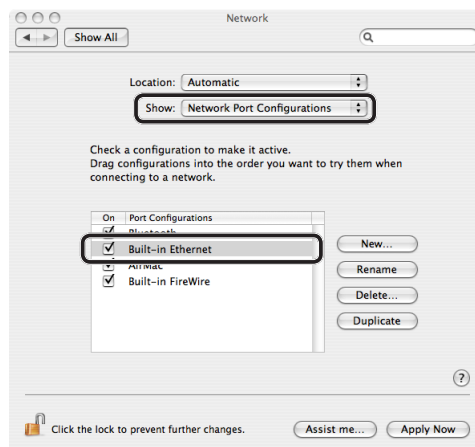 Network
Show All
Location: Automatic
Show: Network Port Configurations
Check a configuration to make it active.
Drag configurations into the order you want to try them when
connecting to a network.
On Port Configurations
Bluetooth
Built-in Ethernet
AirMac
Built-in FireWire
New...
Rename
Delete...
Duplicate
?
Click the lock to prevent further changes.
Assist me...
Apply Now